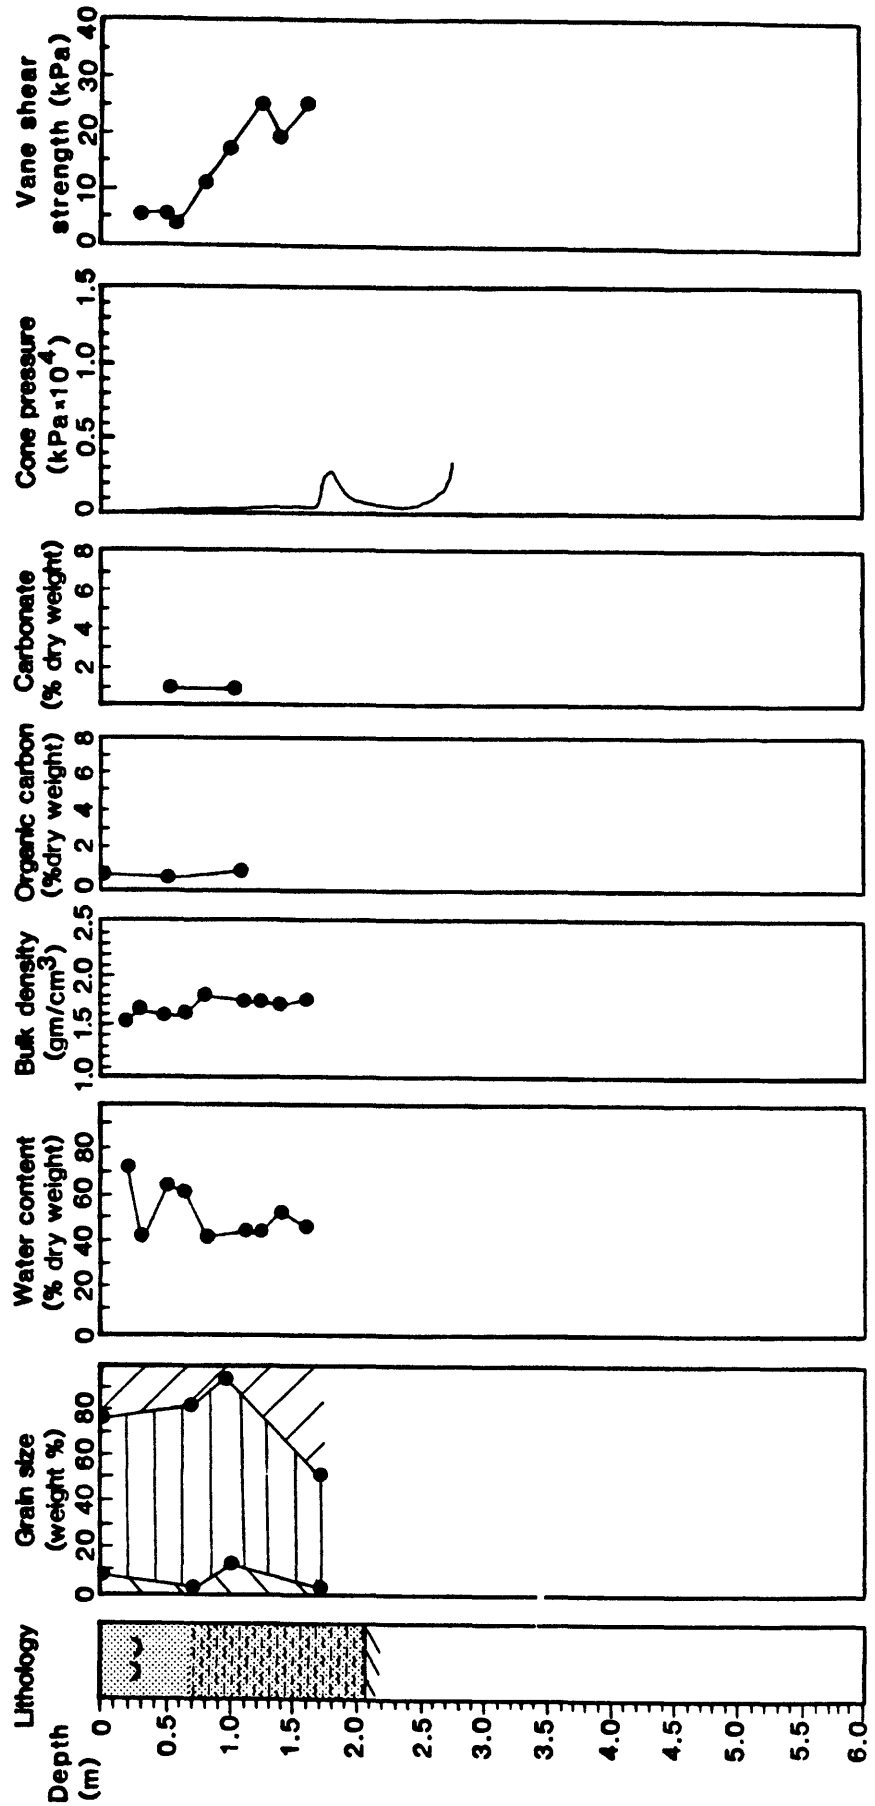 Depth
(m)
0
0.5
1.0
1.5
2.0
2.5
3.0
3.5
4.0
4.5
5.0
5.5
6.0
Lithology
Grain size
(weight %)
0 20 40 60 80
Water content
(% dry weight)
0 20 40 60 80
Bulk density
(gm/cm³)
1.0 1.5 2.0 2.5
Organic carbon
(%dry weight)
0 2 4 6 8
Carbonate
(% dry weight)
2 4 6 8
Cone pressure
(kPa×10⁴)
0 0.5 1.0 1.5
Vane shear
strength (kPa)
0 10 20 30 40